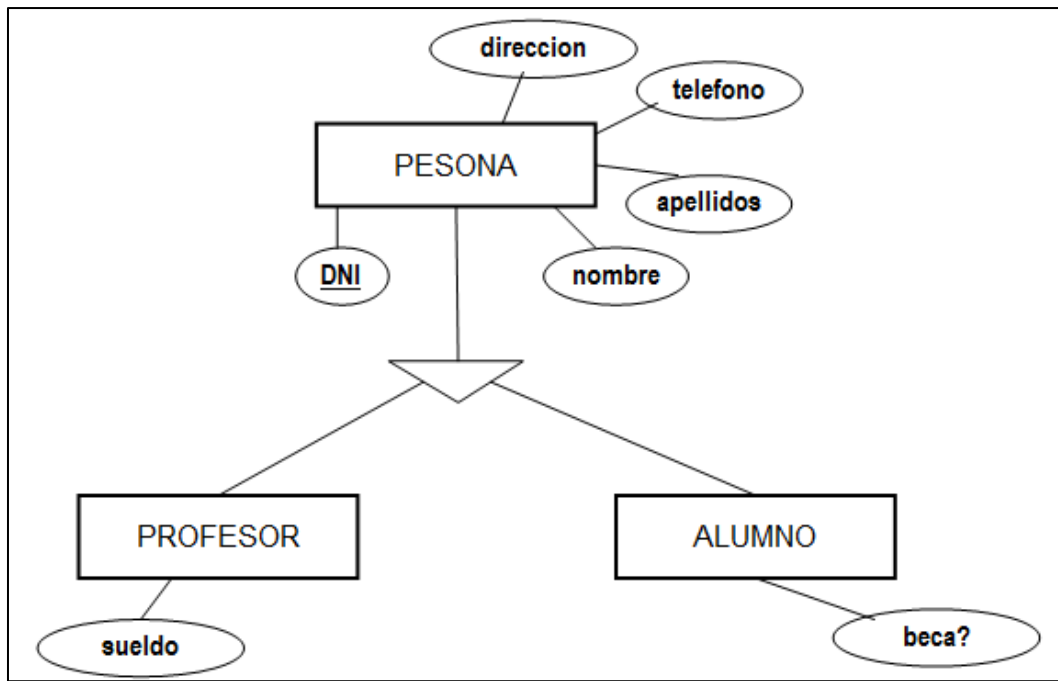 direccion
telefono
PESONA
apellidos
DNI
nombre
PROFESOR
ALUMNO
sueldo
beca?